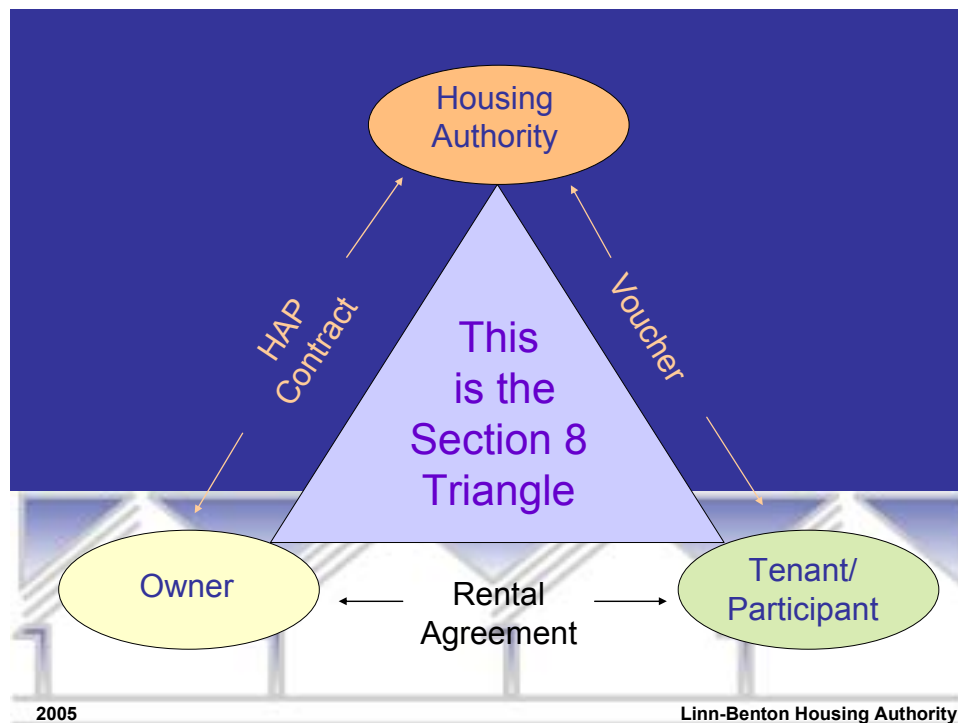 Housing
Authority
HAP
Contract
Voucher
This
is the
Section 8
Triangle
Owner
Rental
Agreement
Tenant/
Participant
2005
Linn-Benton Housing Authority